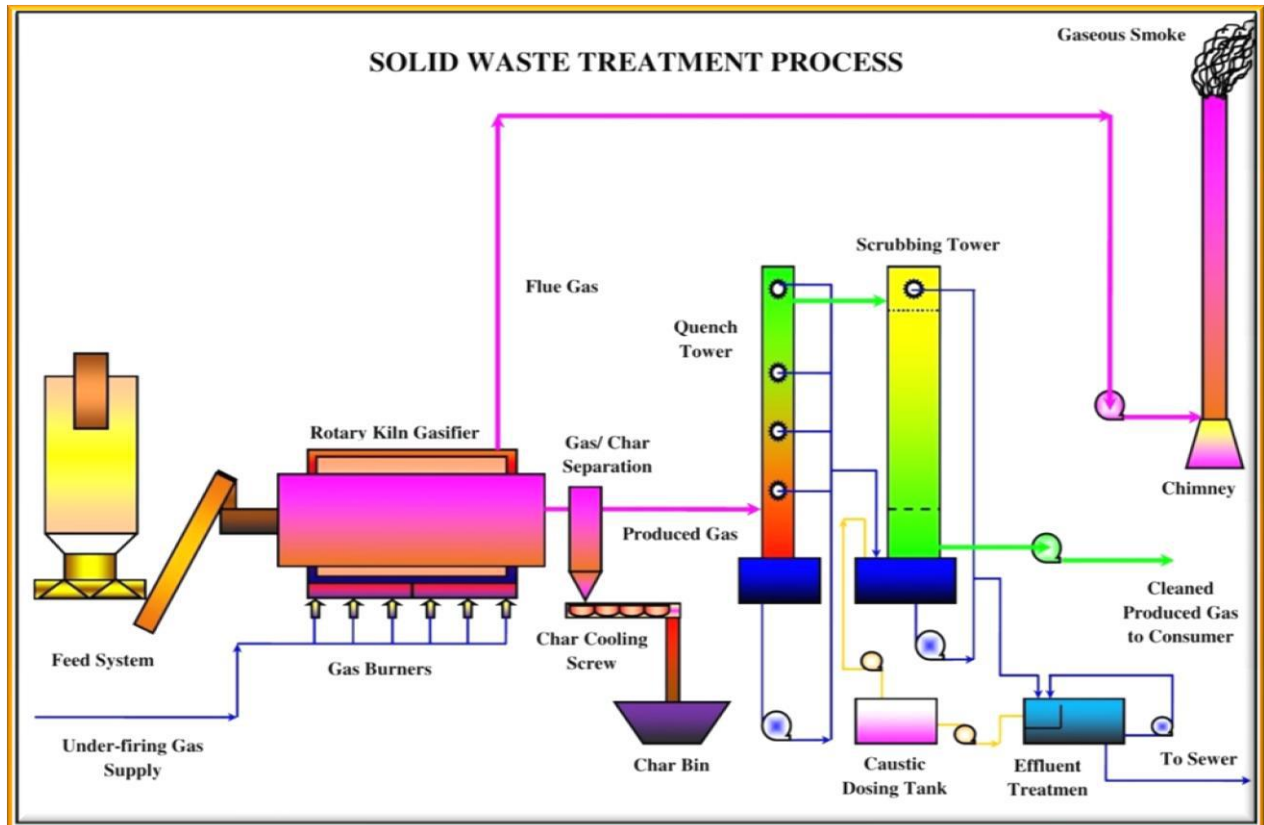 SOLID WASTE TREATMENT PROCESS
Gaseous Smoke
Scrubbing Tower
Flue Gas
Quench
Tower
Rotary Kiln Gasifier
Gas/ Char
Separation
Chimney
Produced Gas
Cleaned
Produced Gas
to Consumer
Feed System
Gas Burners
Char Cooling
Screw
Under-firing Gas
Supply
Char Bin
Caustic
Dosing Tank
Effluent
Treatmen
To Sewer